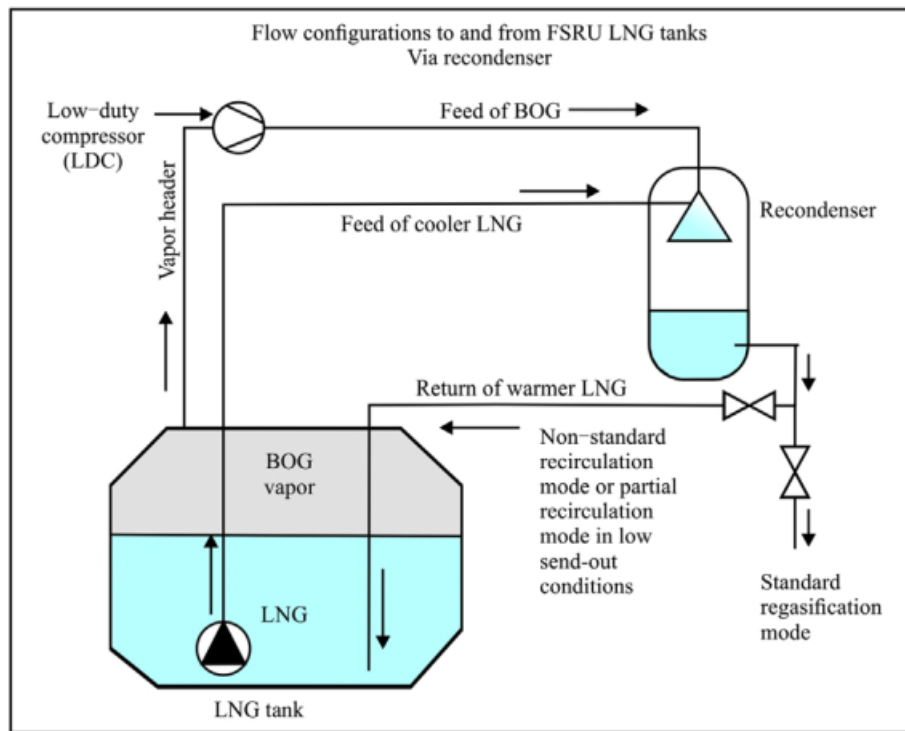 Flow configurations to and from FSRU LNG tanks
Via recondenser
Low−duty
compressor
(LDC)
Feed of BOG
Vapor header
Feed of cooler LNG
Recondenser
Return of warmer LNG
BOG
vapor
Non−standard
recirculation
mode or partial
recirculation
mode in low
send-out
conditions
LNG
Standard
regasification
mode
LNG tank